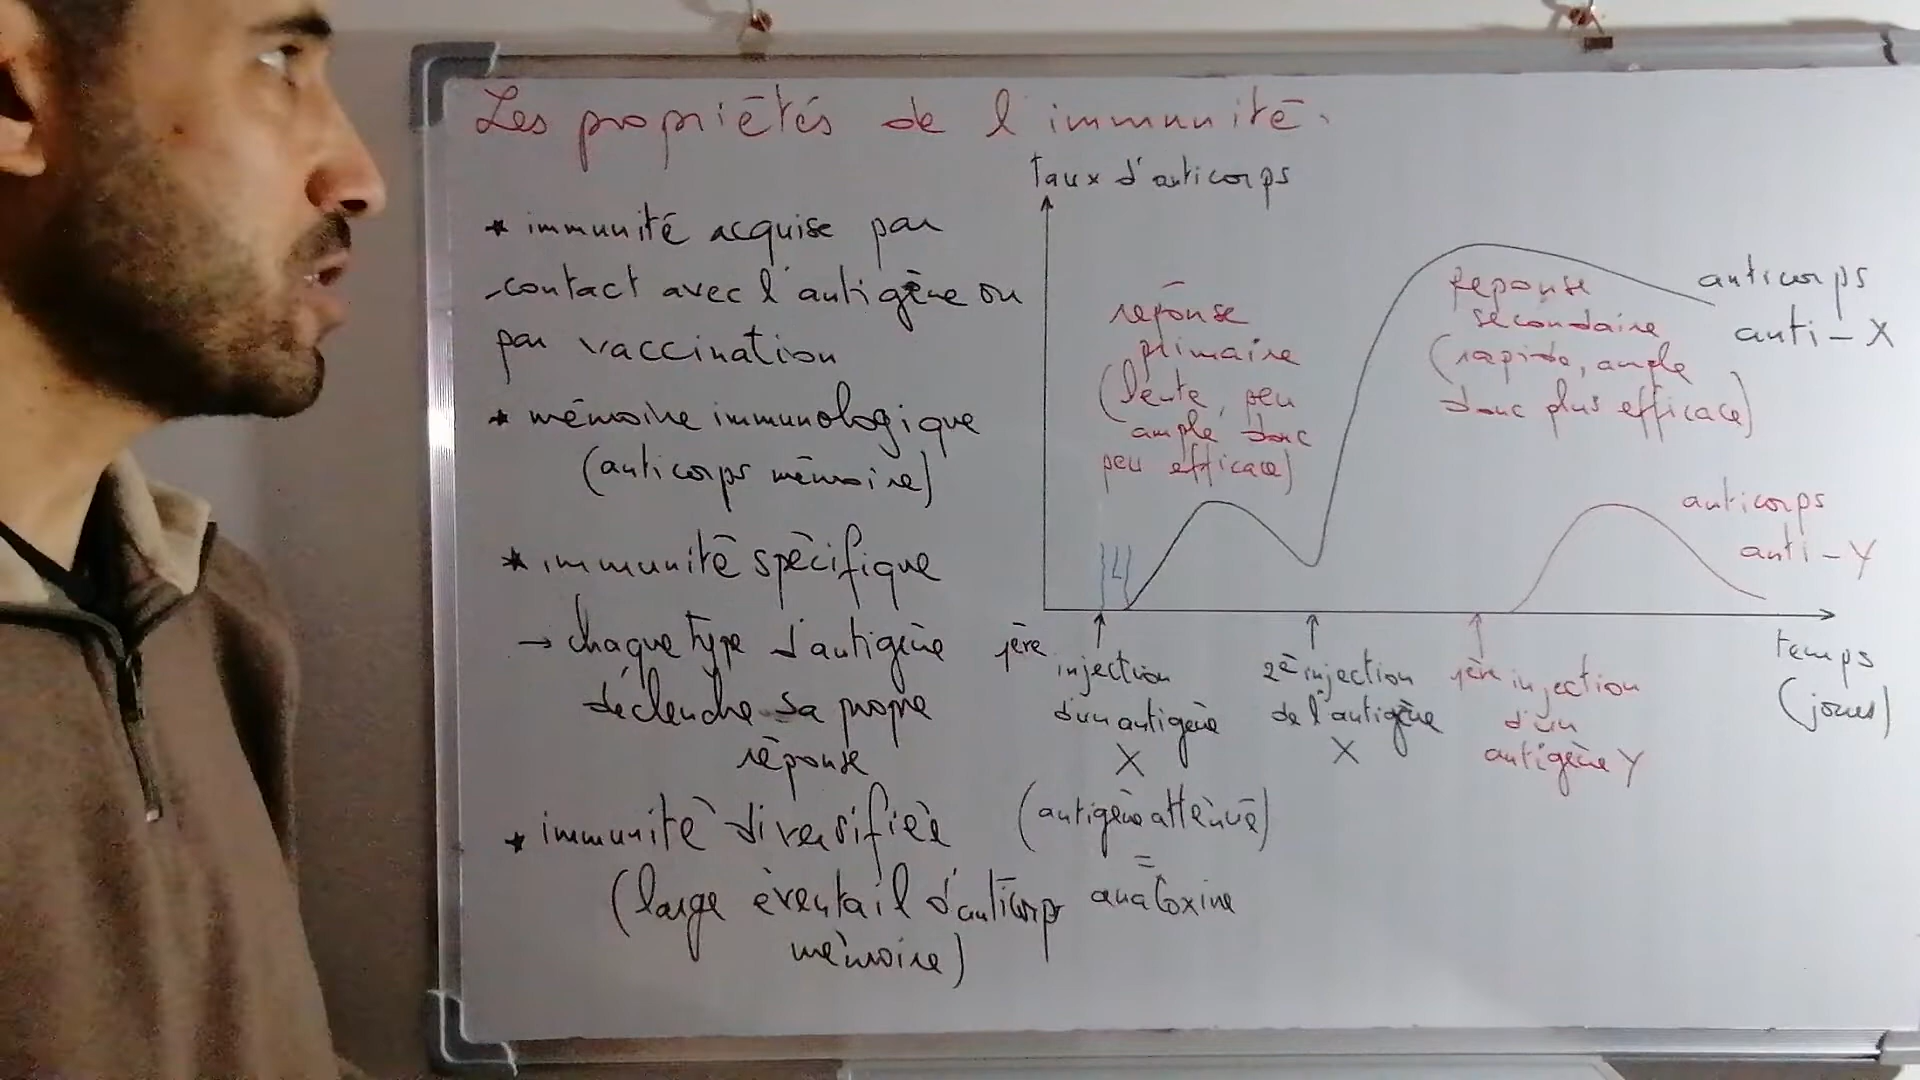 Les propriétés de l'immunité.
* immunité acquise par
contact avec l'antigène ou
par vaccination
* mémoire immunologique
(anticorps mémoire)
* immunité spécifique
→ chaque type d'antigène
déclenche sa propre
réponse
* immunité diversifiée
(large éventail d'anticorps
mémoire)
Taux d'anticorps
réponse
primaire
(lente, peu
ample donc
peu efficace)
réponse
secondaire
(rapide, ample
donc plus efficace)
anticorps
anti-X
anticorps
anti-Y
1ère injection
d'un antigène
X
(antigène atténué)
=
anatoxine
2è injection
de l'antigène
X
1ère injection
d'un
antigène Y
temps
(jours)